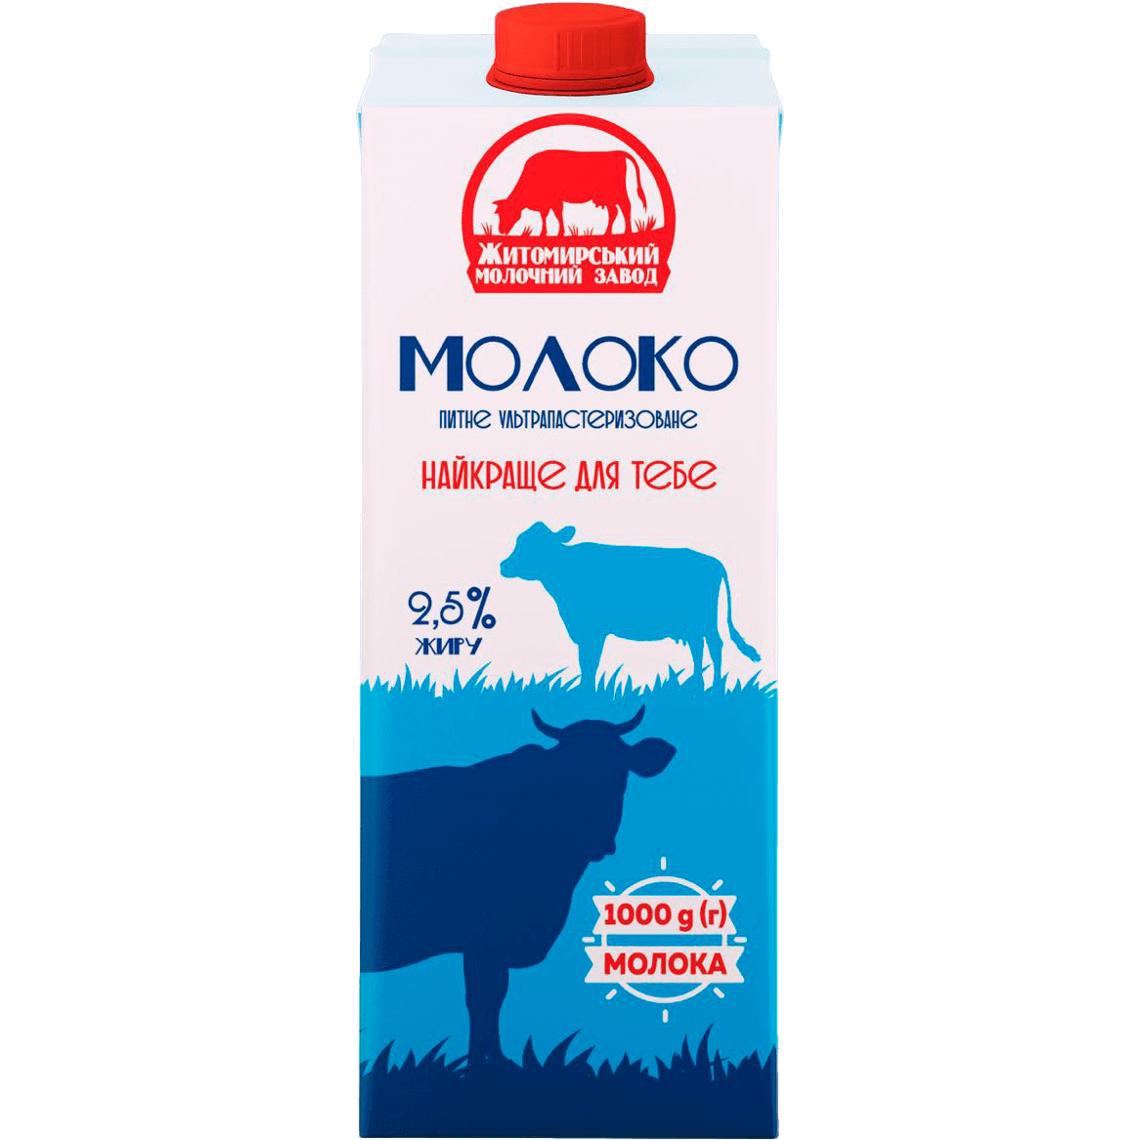 Житомирський
молочний завод
МОЛОКО
питне ультрапастеризоване
найкраще для тебе
2,5%
жиру
1000 g (г)
МОЛОКА